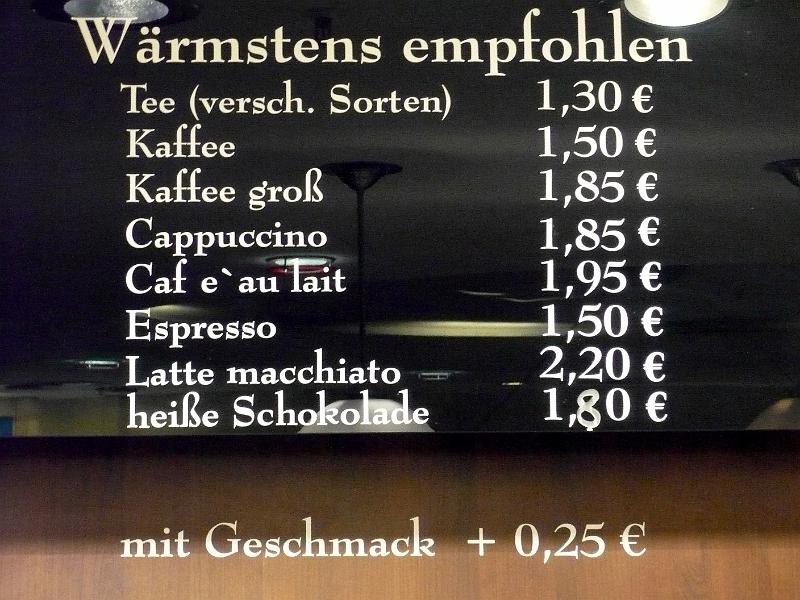 Wärmstens empfohlen
Tee (versch. Sorten) 1,30 €
Kaffee 1,50 €
Kaffee groß 1,85 €
Cappuccino 1,85 €
Caf e`au lait 1,95 €
Espresso 1,50 €
Latte macchiato 2,20 €
heiße Schokolade 1,80 €
mit Geschmack + 0,25 €